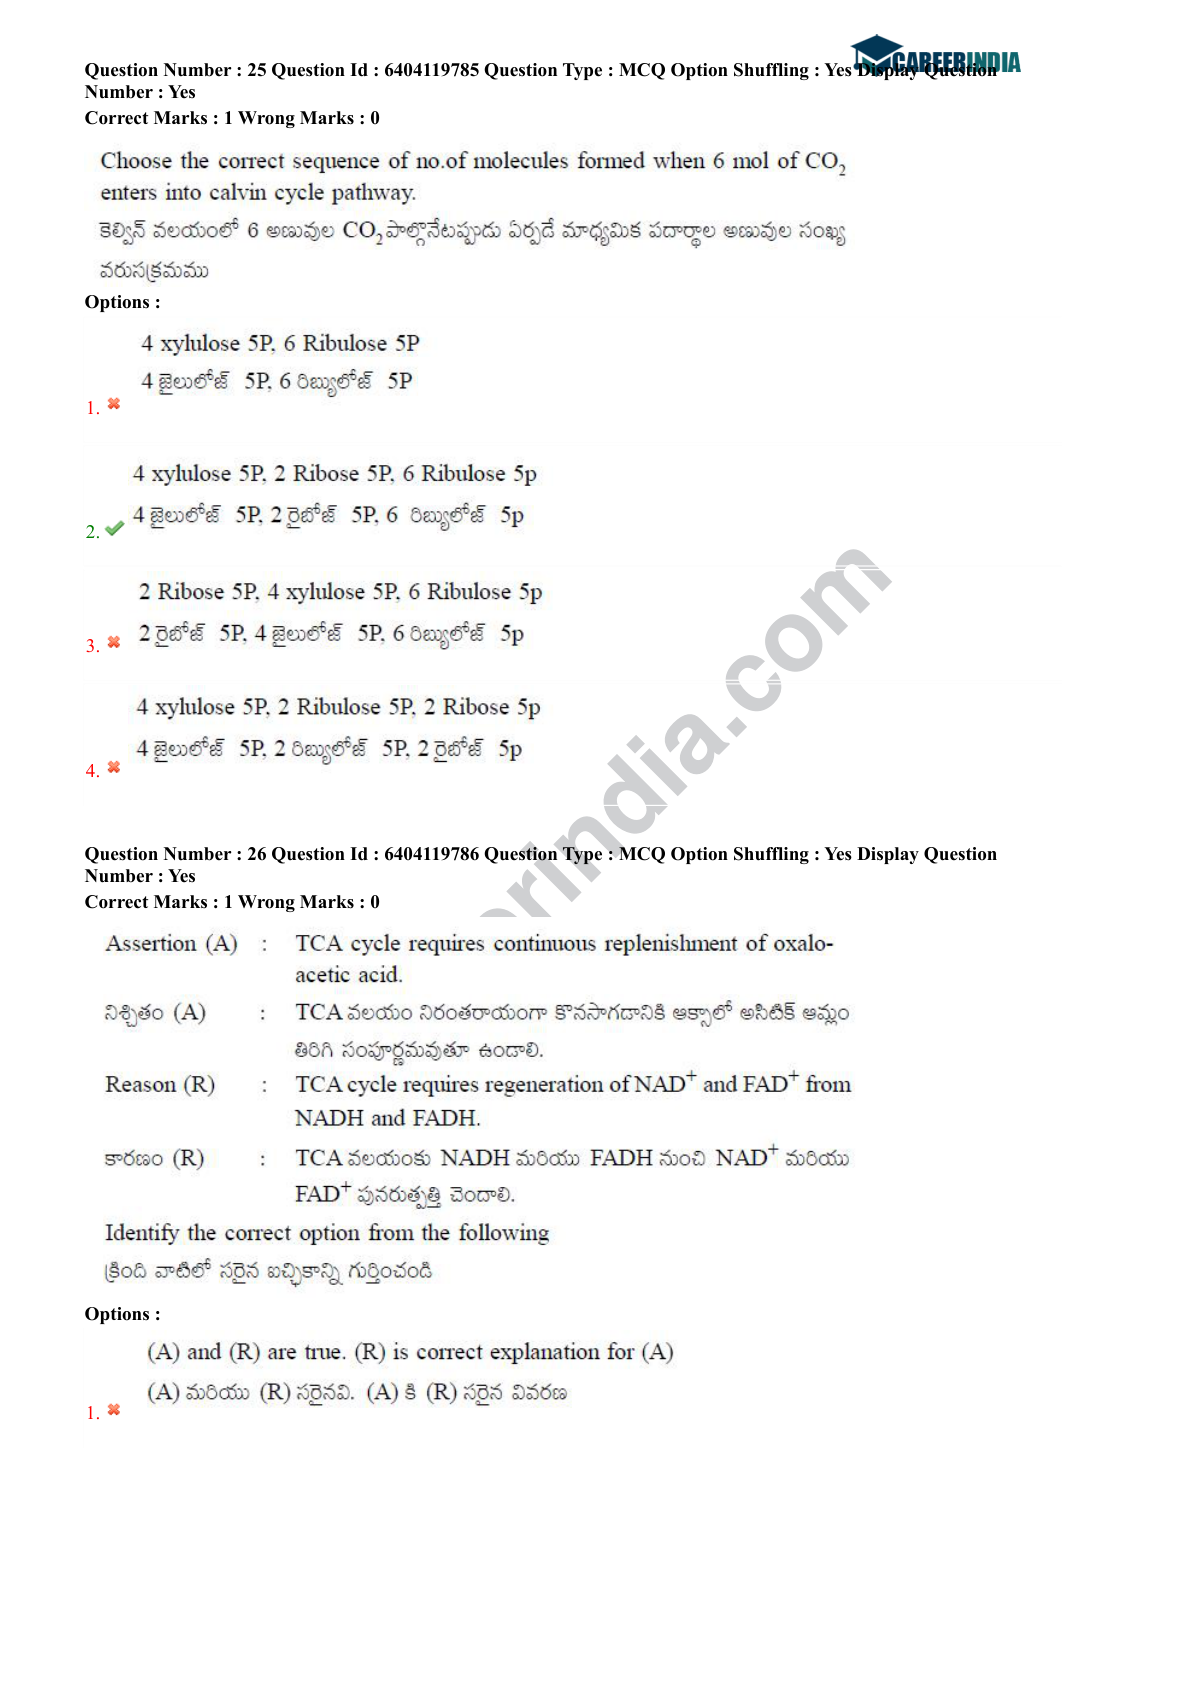 CAREERINDIA
Question Number : 25 Question Id : 6404119785 Question Type : MCQ Option Shuffling : Yes Display Question
Number : Yes
Correct Marks : 1 Wrong Marks : 0
Choose the correct sequence of no.of molecules formed when 6 mol of CO2
enters into calvin cycle pathway.
కెల్విన్ వలయంలో 6 అణువుల CO2 పాల్గొనేటప్పుడు ఏర్పడే మాధ్యమిక పదార్థాల అణువుల సంఖ్య
వరుసక్రమము
Options :
4 xylulose 5P, 6 Ribulose 5P
4 జైలులోజ్ 5P, 6 రిబ్యులోజ్ 5P
1.
4 xylulose 5P, 2 Ribose 5P, 6 Ribulose 5p
4 జైలులోజ్ 5P, 2 రైబోజ్ 5P, 6 రిబ్యులోజ్ 5p
2.
2 Ribose 5P, 4 xylulose 5P, 6 Ribulose 5p
2 రైబోజ్ 5P, 4 జైలులోజ్ 5P, 6 రిబ్యులోజ్ 5p
3.
4 xylulose 5P, 2 Ribulose 5P, 2 Ribose 5p
4 జైలులోజ్ 5P, 2 రిబ్యులోజ్ 5P, 2 రైబోజ్ 5p
4.
erindia.com
Question Number : 26 Question Id : 6404119786 Question Type : MCQ Option Shuffling : Yes Display Question
Number : Yes
Correct Marks : 1 Wrong Marks : 0
Assertion (A) : TCA cycle requires continuous replenishment of oxalo-
acetic acid.
నిశ్చితం (A) : TCA వలయం నిరంతరాయంగా కొనసాగడానికి ఆక్సాలో అసిటిక్ ఆమ్లం
తిరిగి సంపూర్ణమవుతూ ఉండాలి.
Reason (R) : TCA cycle requires regeneration of NAD+ and FAD+ from
NADH and FADH.
కారణం (R) : TCA వలయంకు NADH మరియు FADH నుంచి NAD+ మరియు
FAD+ పునరుత్పత్తి చెందాలి.
Identify the correct option from the following
క్రింది వాటిలో సరైన ఐచ్ఛికాన్ని గుర్తించండి
Options :
(A) and (R) are true. (R) is correct explanation for (A)
(A) మరియు (R) సరైనవి. (A) కి (R) సరైన వివరణ
1.